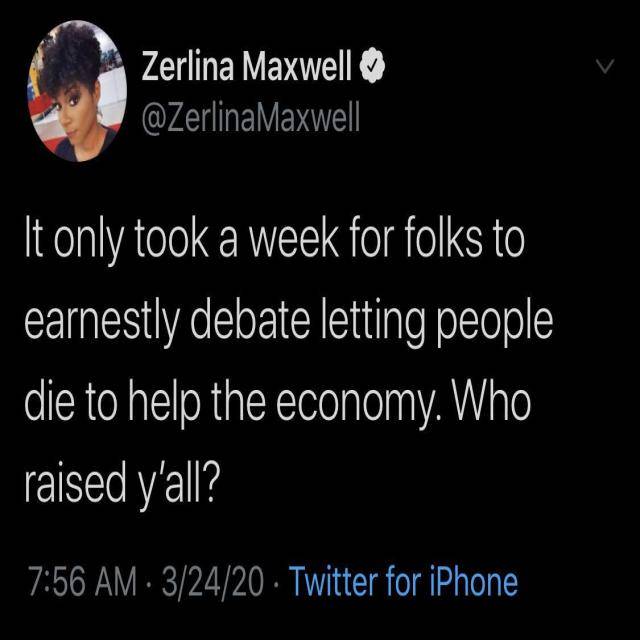 Zerlina Maxwell
@ZerlinaMaxwell
It only took a week for folks to
earnestly debate letting people
die to help the economy. Who
raised y'all?
7:56 AM · 3/24/20 · Twitter for iPhone